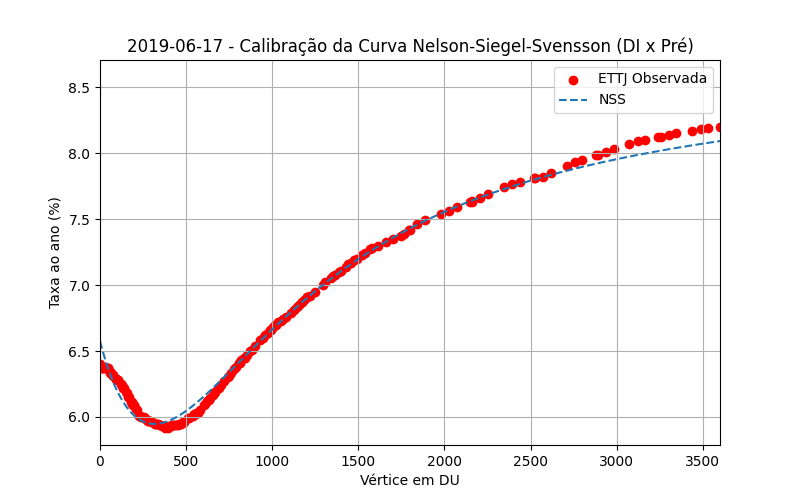 2019-06-17 - Calibração da Curva Nelson-Siegel-Svensson (DI x Pré)
ETTJ Observada
NSS
Taxa ao ano (%)
8.5
8.0
7.5
7.0
6.5
6.0
0 500 1000 1500 2000 2500 3000 3500
Vértice em DU